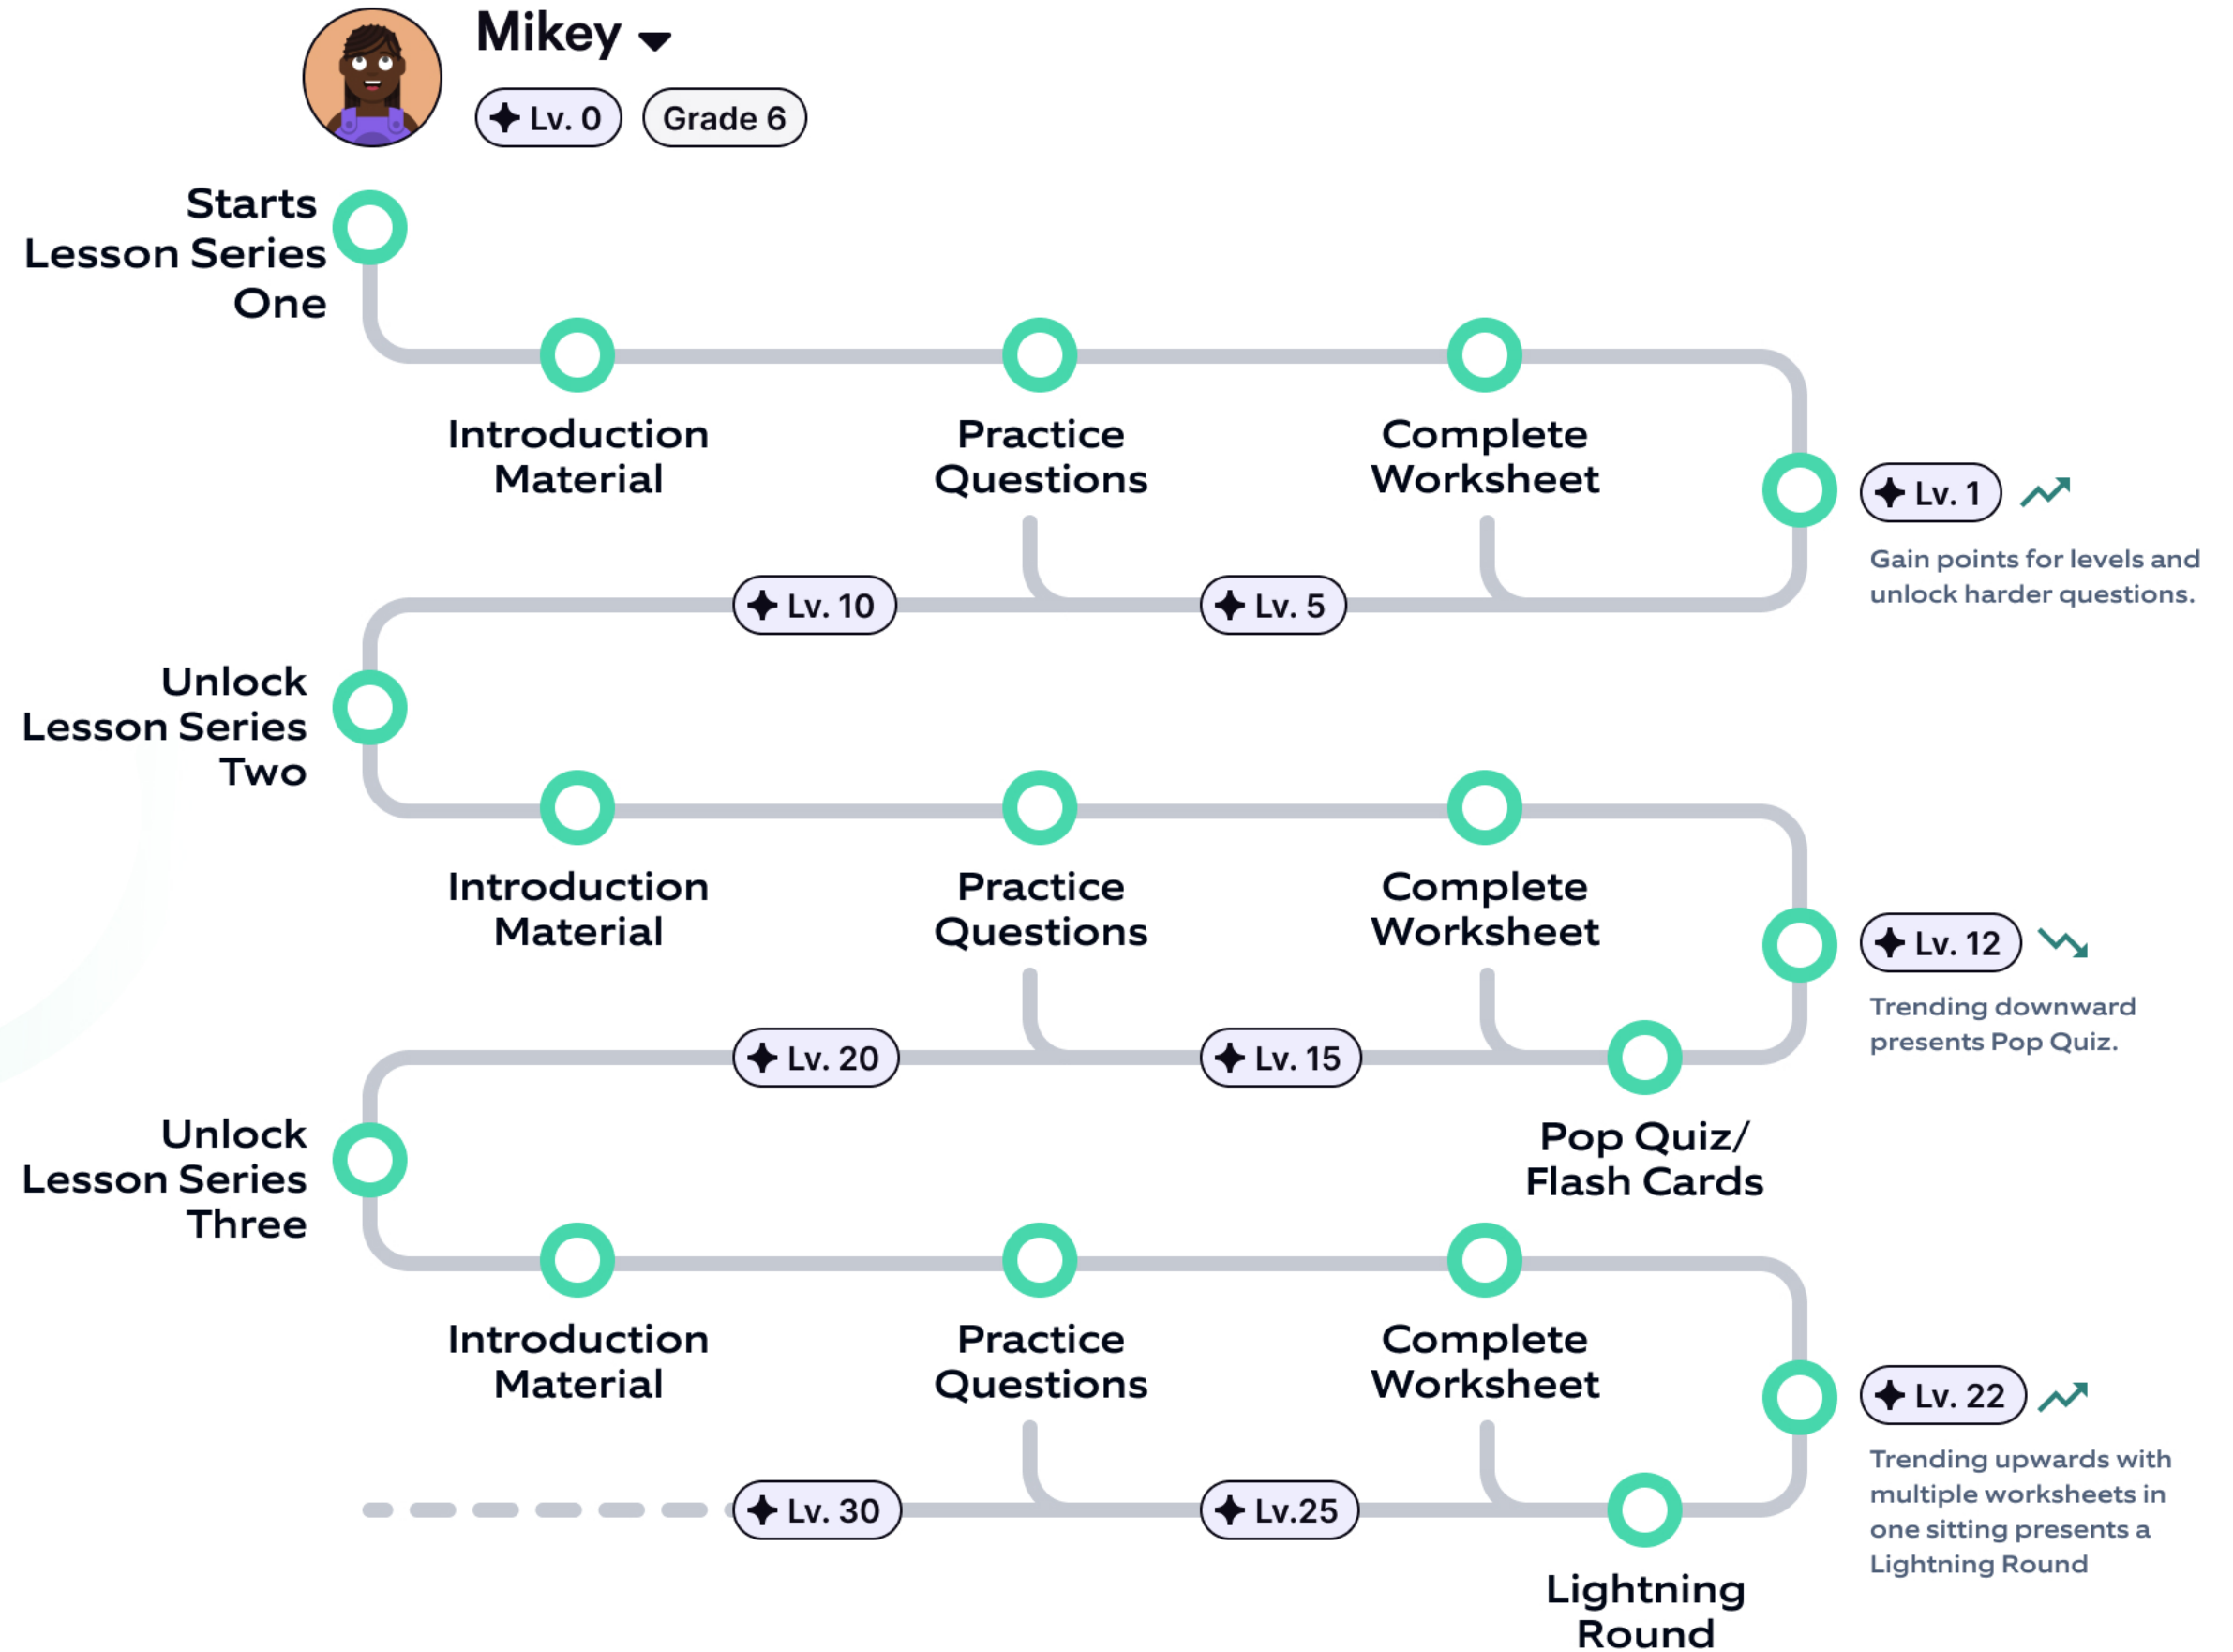 Mikey
Lv. 0
Grade 6
Starts
Lesson Series
One
Introduction
Material
Practice
Questions
Complete
Worksheet
Lv. 1
Gain points for levels and
unlock harder questions.
Lv. 10
Lv. 5
Unlock
Lesson Series
Two
Introduction
Material
Practice
Questions
Complete
Worksheet
Lv. 12
Trending downward
presents Pop Quiz.
Lv. 20
Lv. 15
Pop Quiz/
Flash Cards
Unlock
Lesson Series
Three
Introduction
Material
Practice
Questions
Complete
Worksheet
Lv. 22
Trending upwards with
multiple worksheets in
one sitting presents a
Lightning Round
Lv. 30
Lv.25
Lightning
Round